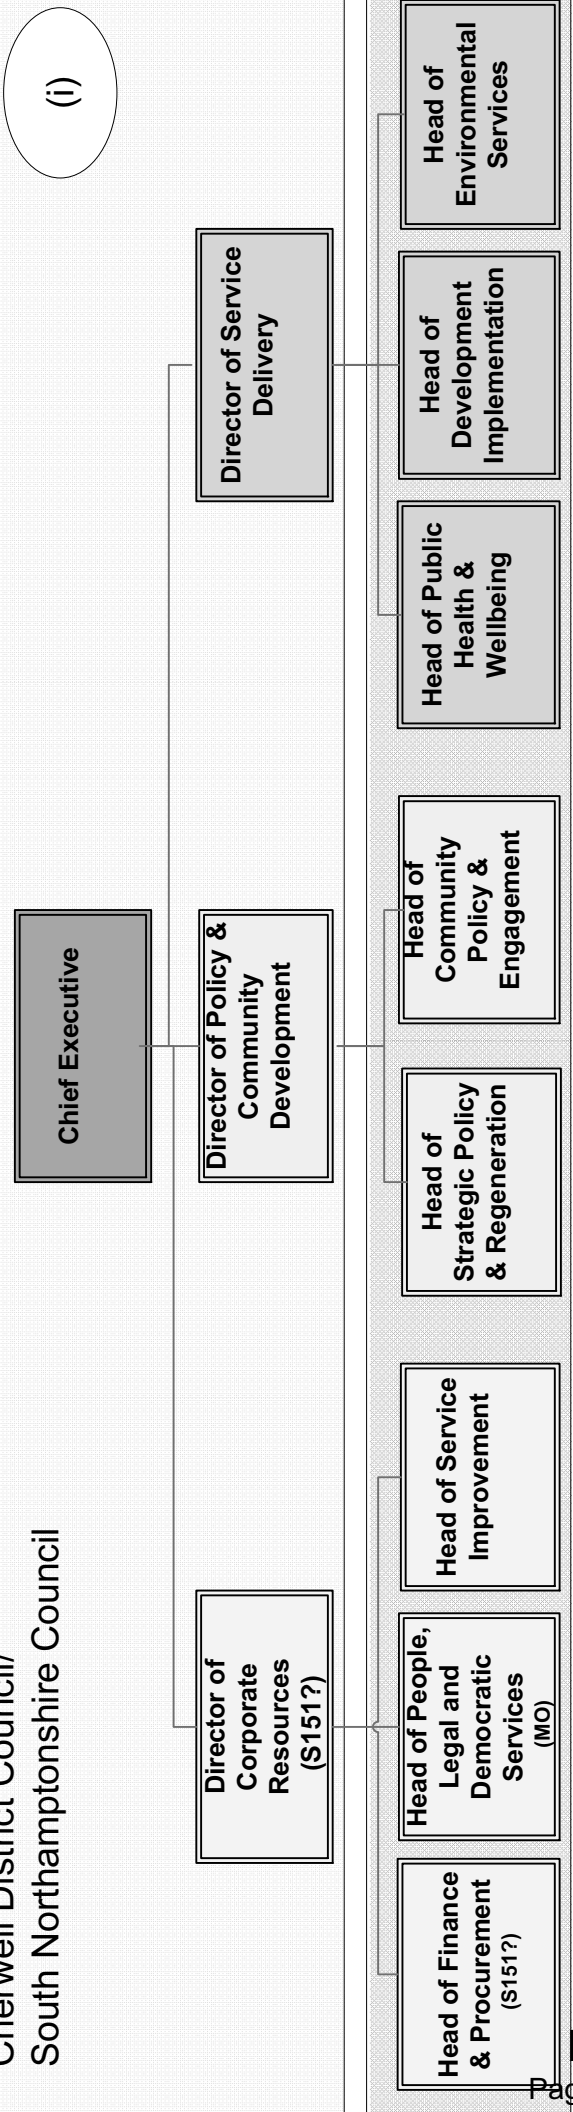 Cherwell District Council/
South Northamptonshire Council
(i)
Chief Executive
Director of
Corporate
Resources
(S151?)
Director of Policy &
Community
Development
Director of Service
Delivery
Head of Finance
& Procurement
(S151?)
Head of People,
Legal and
Democratic
Services
(MO)
Head of Service
Improvement
Head of
Strategic Policy
& Regeneration
Head of
Community
Policy &
Engagement
Head of Public
Health &
Wellbeing
Head of
Development
Implementation
Head of
Environmental
Services